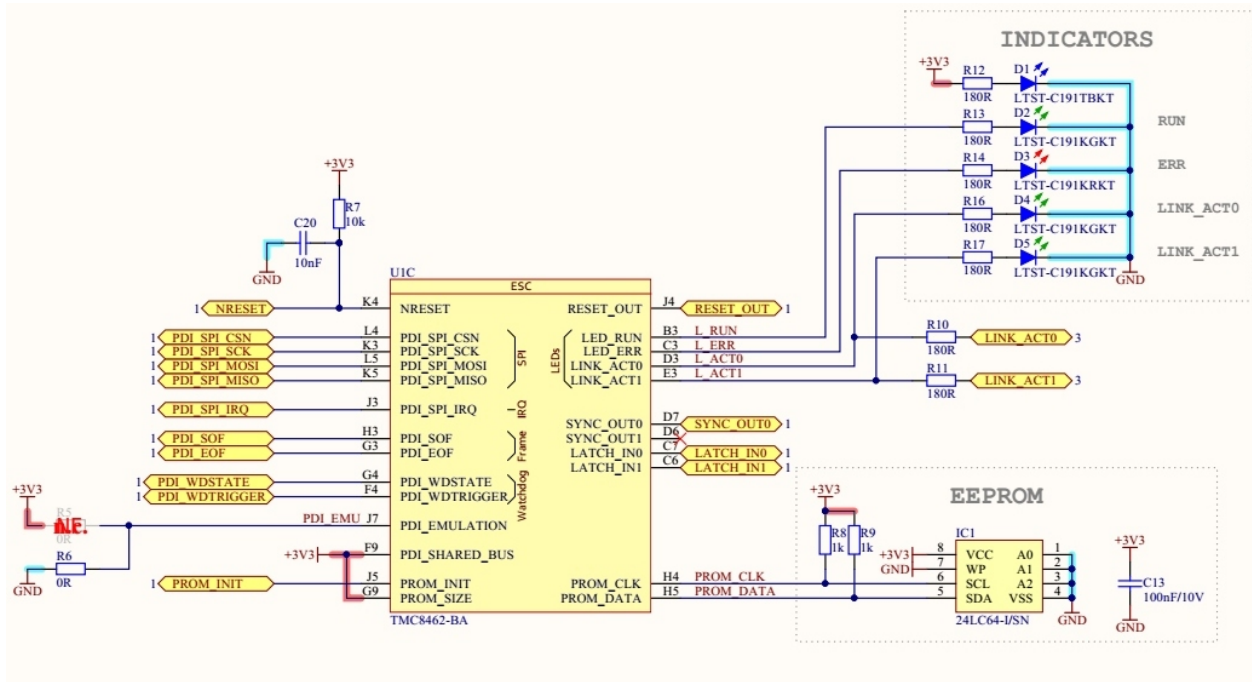 INDICATORS
+3V3
R12
180R
D1
LTST-C191TBKT
R13
180R
D2
LTST-C191KGKT
RUN
R14
180R
D3
LTST-C191KRKT
ERR
R16
180R
D4
LTST-C191KGKT
LINK_ACT0
R17
180R
D5
LTST-C191KGKT
LINK_ACT1
GND
+3V3
R7
10k
C20
10nF
GND
U1C
ESC
1 NRESET K4 NRESET
RESET_OUT J4 RESET_OUT 1
1 PDI_SPI_CSN L4 PDI_SPI_CSN
1 PDI_SPI_SCK K3 PDI_SPI_SCK
1 PDI_SPI_MOSI L5 PDI_SPI_MOSI
1 PDI_SPI_MISO K5 PDI_SPI_MISO
SPI
LEDs
LED_RUN B3 L_RUN
LED_ERR C3 L_ERR
LINK_ACT0 D3 L_ACT0
LINK_ACT1 E3 L_ACT1
R10
180R
LINK_ACT0 3
R11
180R
LINK_ACT1 3
1 PDI_SPI_IRQ J3 PDI_SPI_IRQ
IRQ
1 PDI_SOF H3 PDI_SOF
1 PDI_EOF G3 PDI_EOF
Frame
SYNC_OUT0 D7 SYNC_OUT0 1
SYNC_OUT1 D6
LATCH_IN0 C7 LATCH_IN0 1
LATCH_IN1 C6 LATCH_IN1 1
1 PDI_WDSTATE G4 PDI_WDSTATE
1 PDI_WDTRIGGER F4 PDI_WDTRIGGER
Watchdog
+3V3
R5
N.E.
0R
PDI_EMU J7 PDI_EMULATION
R6
0R
GND
+3V3 F9 PDI_SHARED_BUS
1 PROM_INIT J5 PROM_INIT
G9 PROM_SIZE
PROM_CLK H4 PROM_CLK
PROM_DATA H5 PROM_DATA
TMC8462-BA
EEPROM
+3V3
R8
1k
R9
1k
IC1
+3V3 8 VCC A0 1
GND 7 WP A1 2
6 SCL A2 3
5 SDA VSS 4
24LC64-I/SN
GND
+3V3
C13
100nF/10V
GND